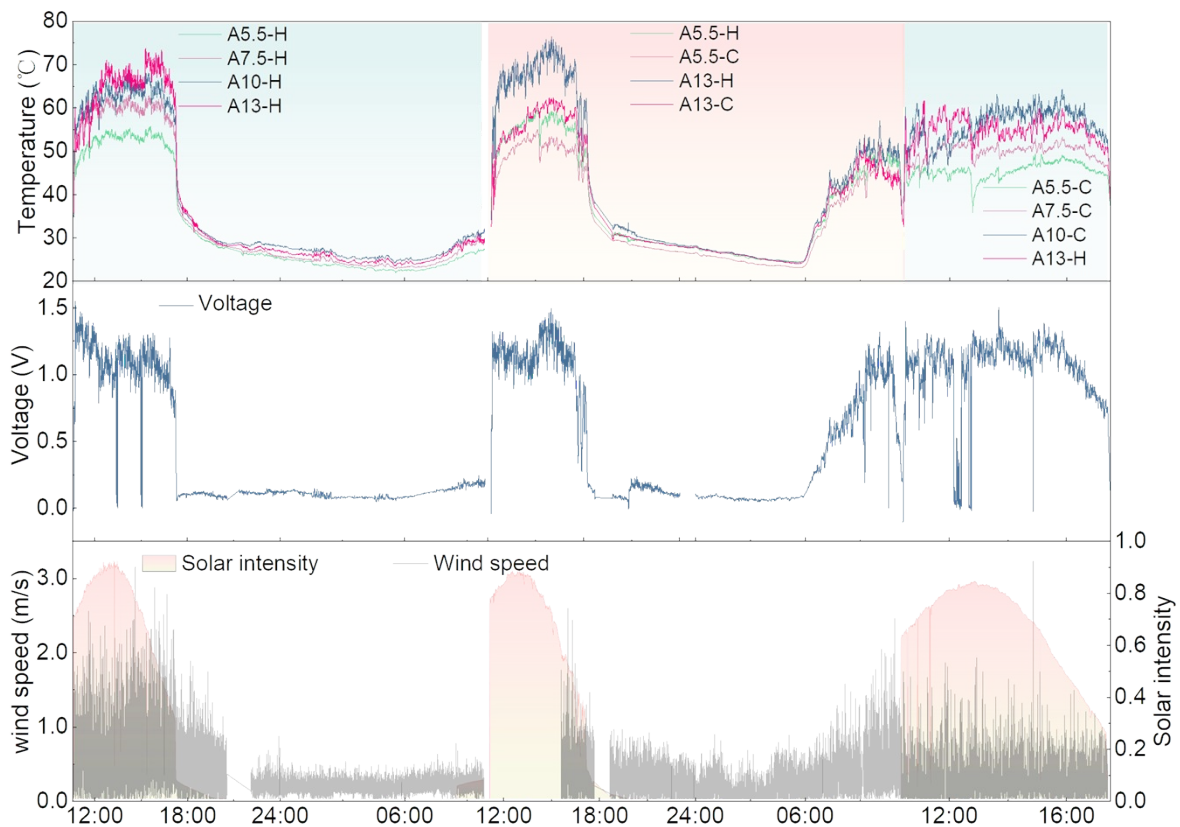 80
70
60
50
40
30
20
Temperature (℃)
A5.5-H
A7.5-H
A10-H
A13-H
A5.5-H
A5.5-C
A13-H
A13-C
A5.5-C
A7.5-C
A10-C
A13-H
1.5
1.0
0.5
0.0
Voltage (V)
Voltage
3.0
2.0
1.0
0.0
wind speed (m/s)
Solar intensity
Wind speed
1.0
0.8
0.6
0.4
0.2
0.0
Solar intensity
12:00 24:00 06:00 12:00 18:00 24:00 06:00 12:00 16:00